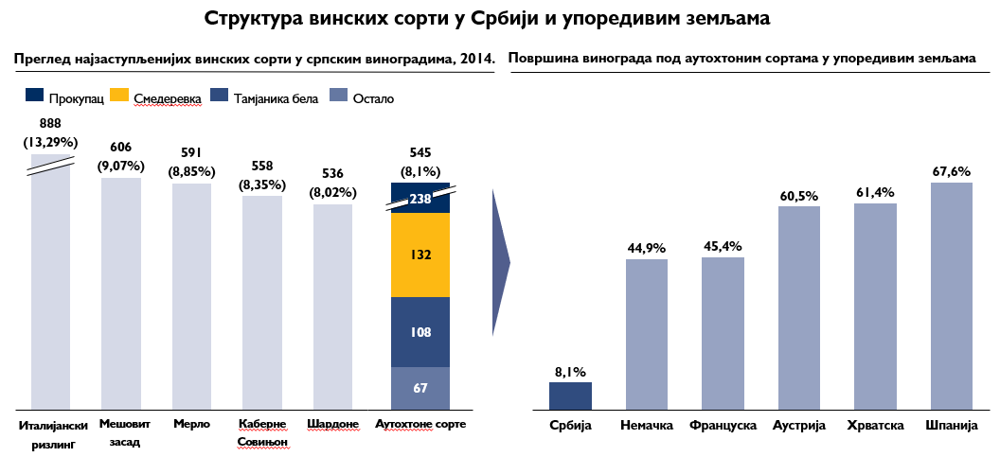 Структура винских сорти у Србији и упоредивим земљама
Преглед најзаступљенијих винских сорти у српским виноградима, 2014.
Прокупац Смедеревка Тамјаника бела Остало
888
(13,29%)
606
(9,07%)
591
(8,85%)
558
(8,35%)
536
(8,02%)
545
(8,1%)
238
132
108
67
Италијански
ризлинг
Мешовит
засад
Мерло
Каберне
Совињон
Шардоне
Аутохтоне сорте
Површина винограда под аутохтоним сортама у упоредивим земљама
8,1%
44,9%
45,4%
60,5%
61,4%
67,6%
Србија
Немачка
Француска
Аустрија
Хрватска
Шпанија